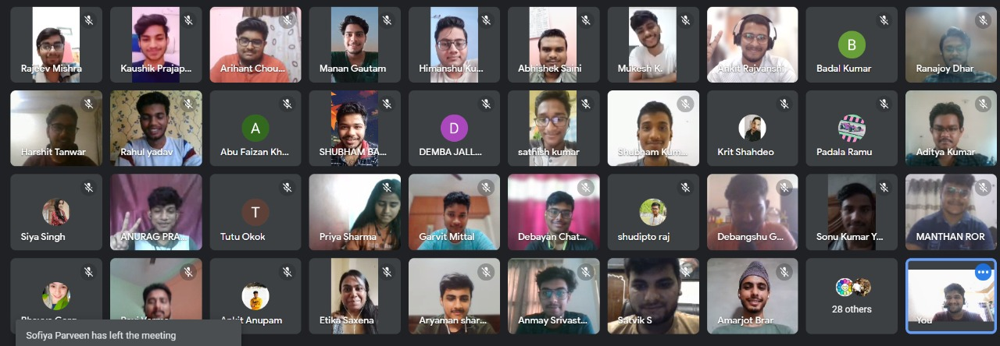 Rajeev Mishra
Kaushik Prajap...
Arihant Chou...
Manan Gautam
Himanshu Ku...
Abhishek Saini
Mukesh K.
Ankit Rajvanshi
B
Badal Kumar
Ranajoy Dhar
Harshit Tanwar
Rahul yadav
A
Abu Faizan Kh...
SHUBHAM BA...
D
DEMBA JALL...
sathish kumar
Shubham Kum...
Krit Shahdeo
Padala Ramu
Aditya Kumar
Siya Singh
ANURAG PRA...
T
Tutu Okok
Priya Sharma
Garvit Mittal
Debayan Chat...
shudipto raj
Debangshu G...
Sonu Kumar Y...
MANTHAN ROR
Ankit Anupam
Etika Saxena
Aryaman shar...
Anmay Srivast...
Satvik S
Amarjot Brar
28 others
You
Sofiya Parveen has left the meeting